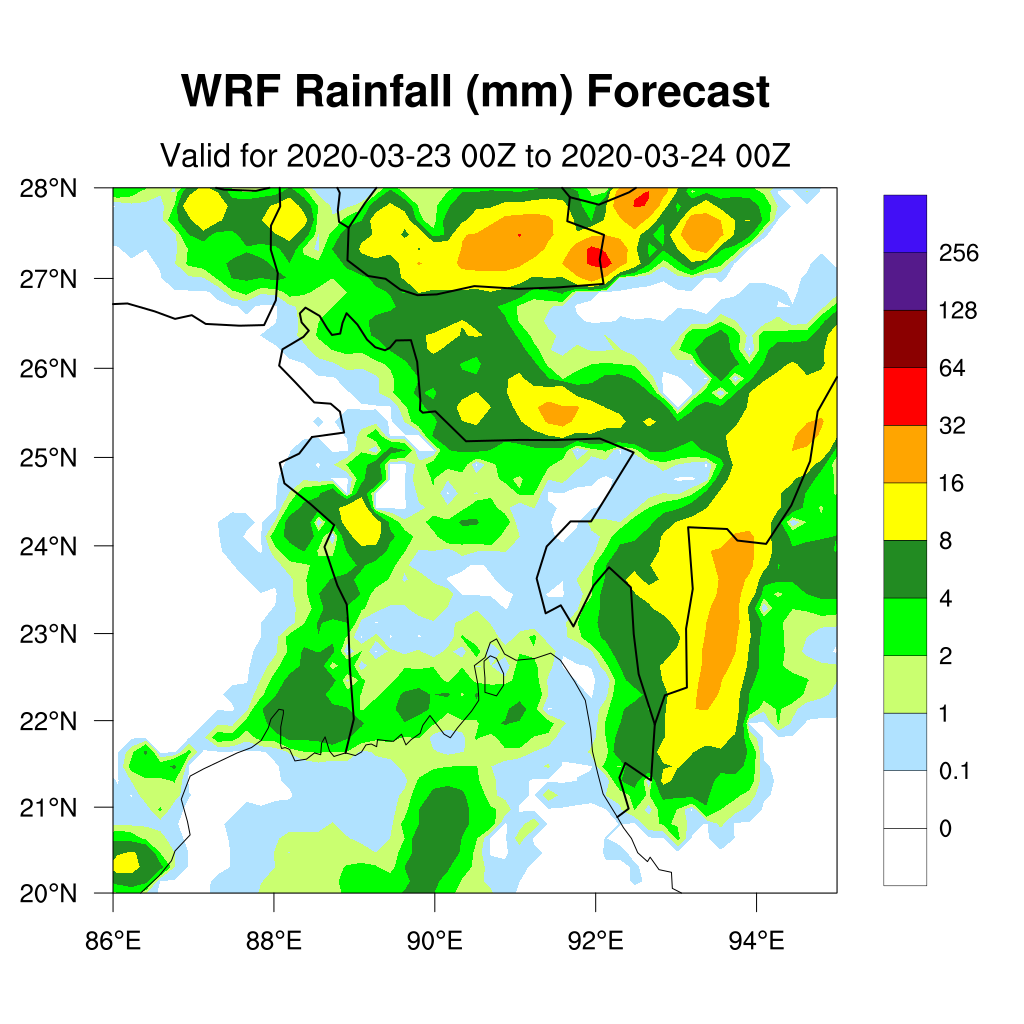 WRF Rainfall (mm) Forecast
Valid for 2020-03-23 00Z to 2020-03-24 00Z
28°N
27°N
26°N
25°N
24°N
23°N
22°N
21°N
20°N
86°E 88°E 90°E 92°E 94°E
256
128
64
32
16
8
4
2
1
0.1
0